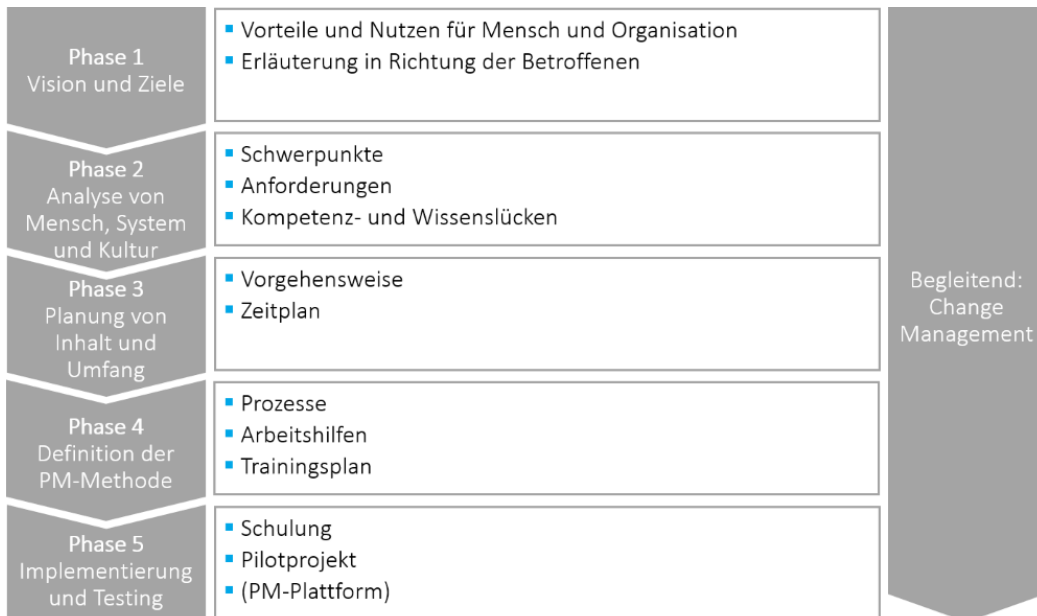 Phase 1
Vision und Ziele
Vorteile und Nutzen für Mensch und Organisation
Erläuterung in Richtung der Betroffenen
Phase 2
Analyse von
Mensch, System
und Kultur
Schwerpunkte
Anforderungen
Kompetenz- und Wissenslücken
Phase 3
Planung von
Inhalt und
Umfang
Vorgehensweise
Zeitplan
Phase 4
Definition der
PM-Methode
Prozesse
Arbeitshilfen
Trainingsplan
Phase 5
Implementierung
und Testing
Schulung
Pilotprojekt
(PM-Plattform)
Begleitend:
Change
Management